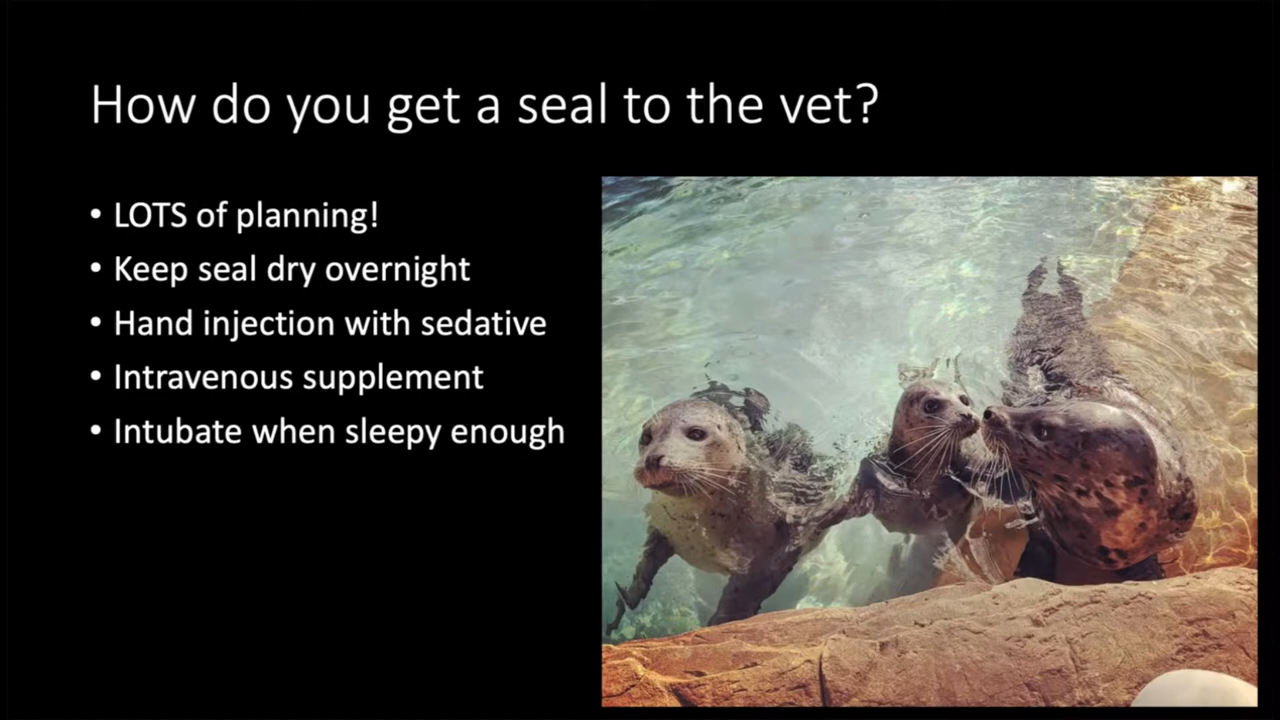 How do you get a seal to the vet?
• LOTS of planning!
• Keep seal dry overnight
• Hand injection with sedative
• Intravenous supplement
• Intubate when sleepy enough